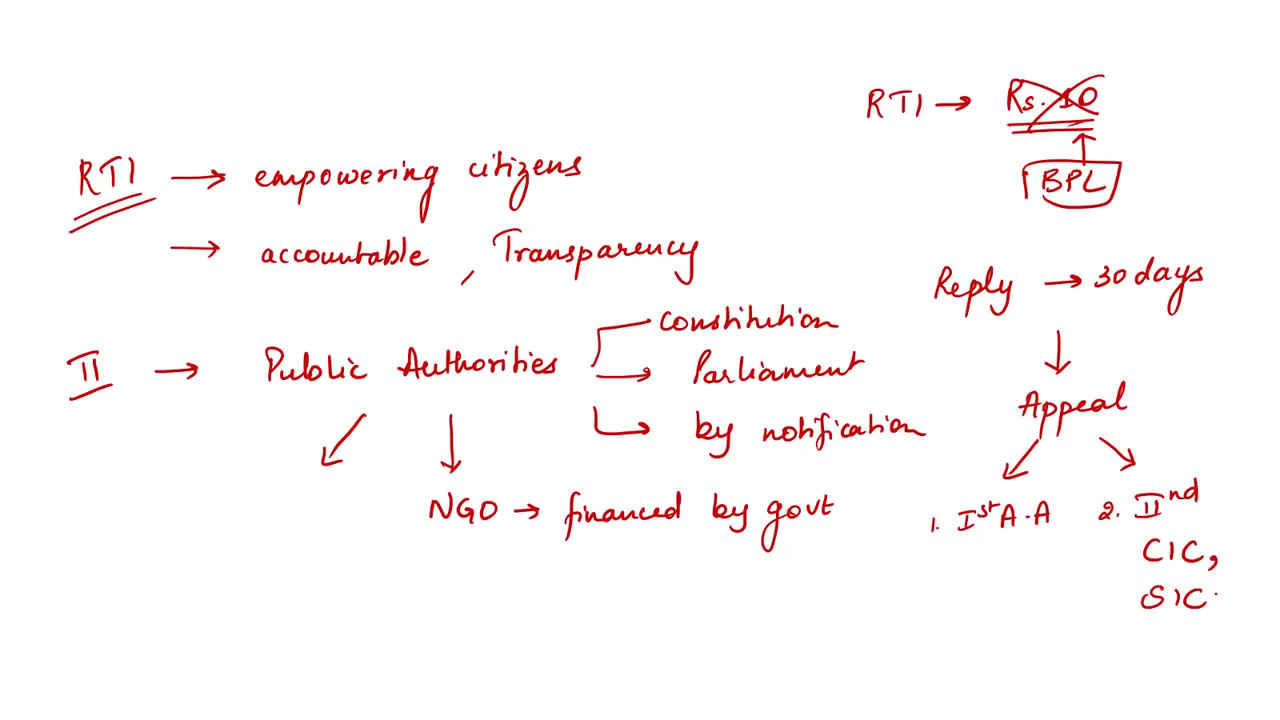 RTI → empowering citizens
→ accountable, Transparency
II → Public Authorities
constitution
→ Parliament
→ by notification
NGO → financed by govt
RTI → Rs. 10
BPL
Reply → 30 days
Appeal
1. Ist A.A
2. IInd
CIC,
SIC.